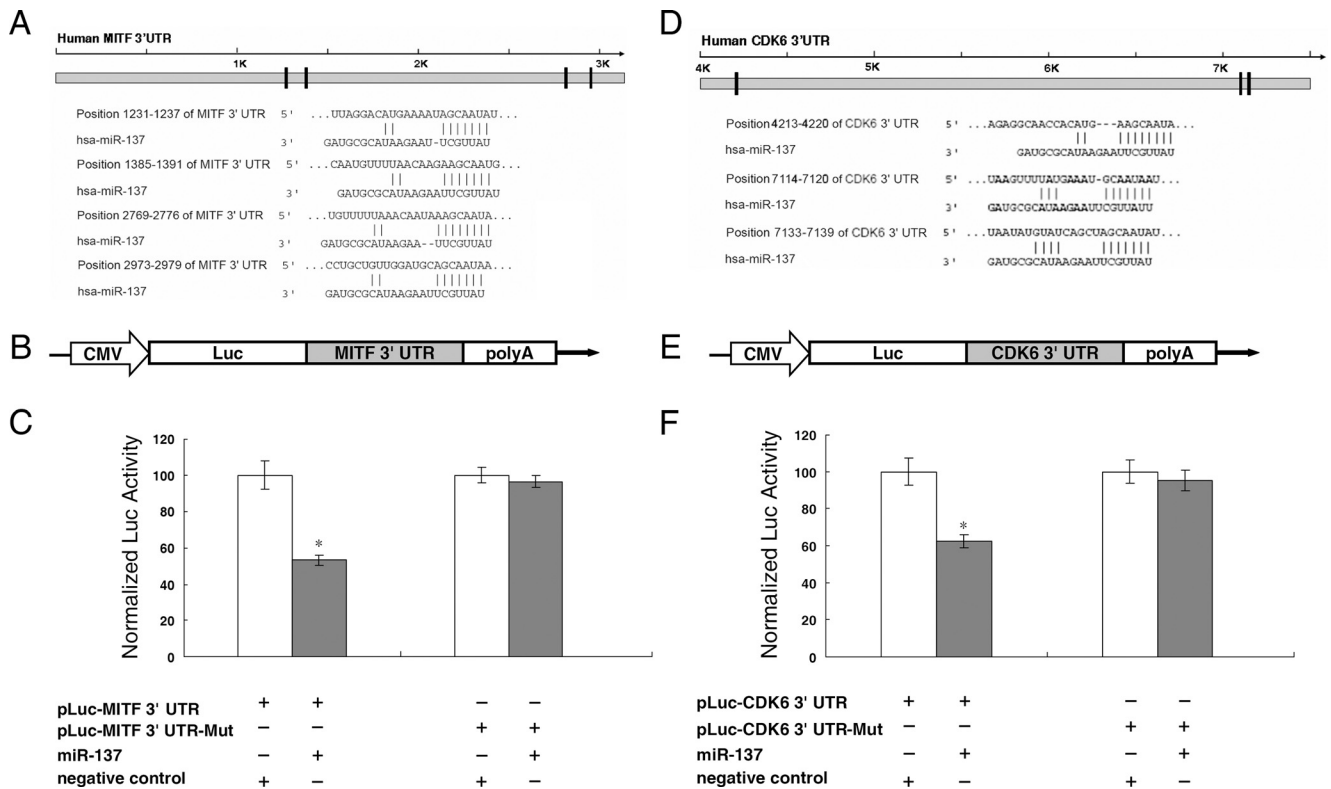 A
Human MITF 3'UTR
1K 2K 3K
Position 1231-1237 of MITF 3' UTR 5' ...UUAGGACAUGAAAAUAGCAAUAU...
hsa-miR-137 3' GAUGCGCAUAAGAAU-UCGUUAU
Position 1385-1391 of MITF 3' UTR 5' ...CAAUGUUUUAACAAGAAGCAAUG...
hsa-miR-137 3' GAUGCGCAUAAGAAUUCGUUAU
Position 2769-2776 of MITF 3' UTR 5' ...UGUUUUUAAACAAUAAAGCAAUA...
hsa-miR-137 3' GAUGCGCAUAAGAA--UUCGUUAU
Position 2973-2979 of MITF 3' UTR 5' ...CCUGCUGUUGGAUGCAGCAAUAA...
hsa-miR-137 3' GAUGCGCAUAAGAAUUCGUUAU
B
CMV Luc MITF 3' UTR polyA
C
Normalized Luc Activity
120
100
80
60
40
20
0
*
pLuc-MITF 3' UTR + + − −
pLuc-MITF 3' UTR-Mut − − + +
miR-137 − + − +
negative control + − + −
D
Human CDK6 3'UTR
4K 5K 6K 7K
Position 4213-4220 of CDK6 3' UTR 5' ...AGAGGCAACCACAUG---AAGCAAUA...
hsa-miR-137 3' GAUGCGCAUAAGAAUUCGUUAU
Position 7114-7120 of CDK6 3' UTR 5' ...UAAGUUUUAUGAAAU-GCAAUAAU...
hsa-miR-137 GAUGCGCAUAAGAAUUCGUUAUU
Position 7133-7139 of CDK6 3' UTR 5' ...UAAUAUGUAUCAGCUAGCAAUAU...
hsa-miR-137 3' GAUGCGCAUAAGAAUUCGUUAU
E
CMV Luc CDK6 3' UTR polyA
F
Normalized Luc Activity
120
100
80
60
40
20
0
*
pLuc-CDK6 3' UTR + + − −
pLuc-CDK6 3' UTR-Mut − − + +
miR-137 − + − +
negative control + − + −